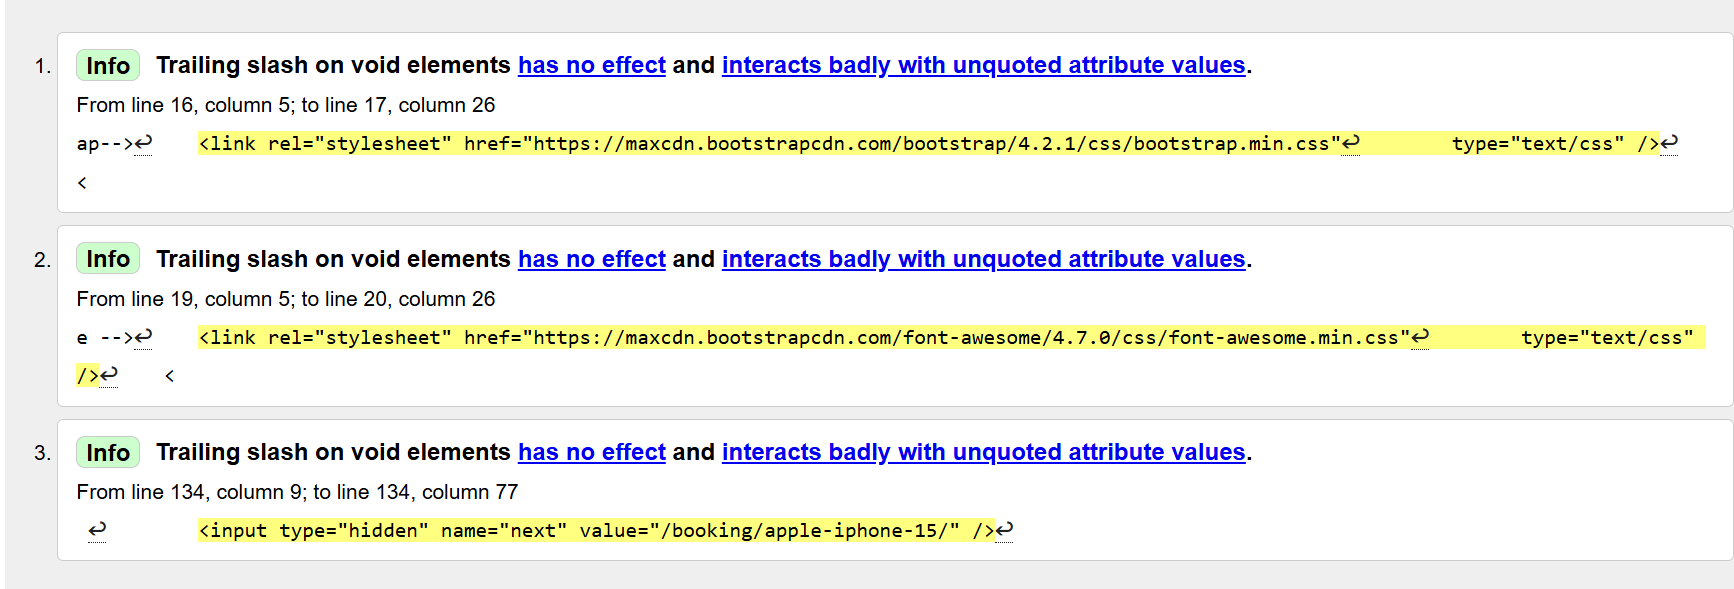 1. Info Trailing slash on void elements has no effect and interacts badly with unquoted attribute values.
From line 16, column 5; to line 17, column 26
ap-->↩    <link rel="stylesheet" href="https://maxcdn.bootstrapcdn.com/bootstrap/4.2.1/css/bootstrap.min.css"↩        type="text/css" />↩
<
2. Info Trailing slash on void elements has no effect and interacts badly with unquoted attribute values.
From line 19, column 5; to line 20, column 26
e -->↩    <link rel="stylesheet" href="https://maxcdn.bootstrapcdn.com/font-awesome/4.7.0/css/font-awesome.min.css"↩        type="text/css"
/>↩    <
3. Info Trailing slash on void elements has no effect and interacts badly with unquoted attribute values.
From line 134, column 9; to line 134, column 77
↩        <input type="hidden" name="next" value="/booking/apple-iphone-15/" />↩